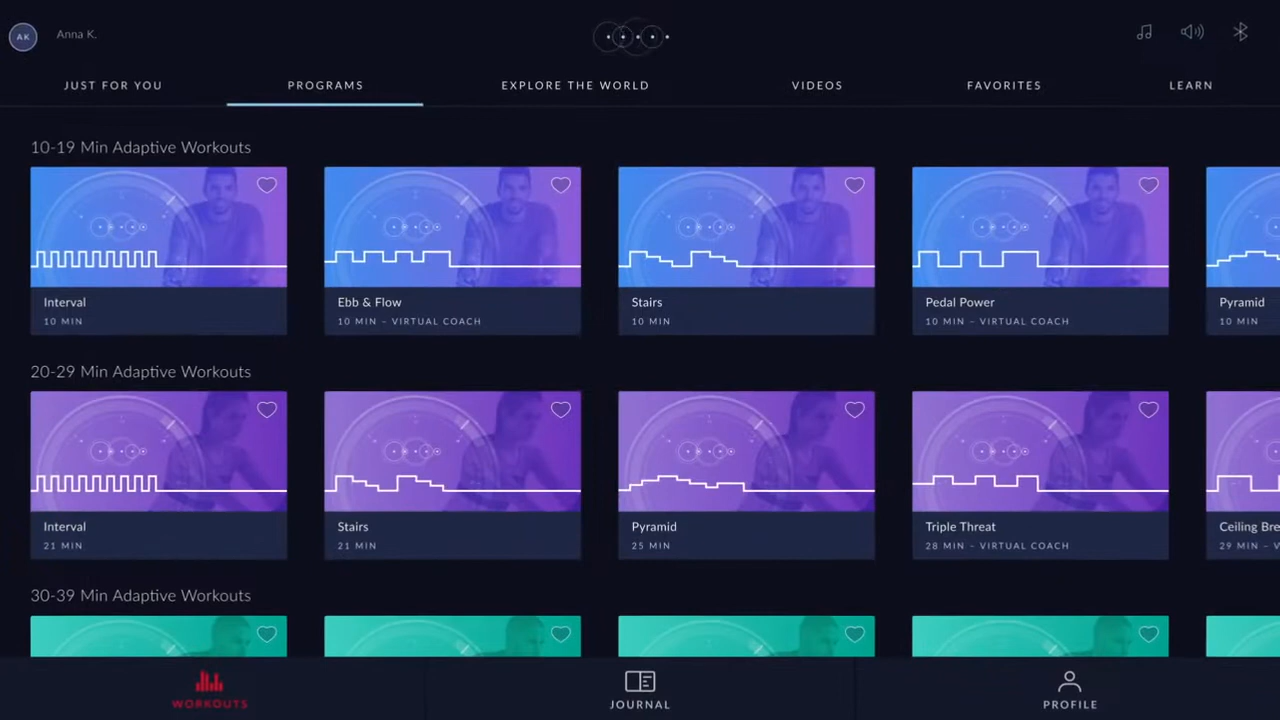 AK
Anna K.
JUST FOR YOU
PROGRAMS
EXPLORE THE WORLD
VIDEOS
FAVORITES
LEARN
10-19 Min Adaptive Workouts
Interval
10 MIN
Ebb & Flow
10 MIN – VIRTUAL COACH
Stairs
10 MIN
Pedal Power
10 MIN – VIRTUAL COACH
Pyramid
10 MIN
20-29 Min Adaptive Workouts
Interval
21 MIN
Stairs
21 MIN
Pyramid
25 MIN
Triple Threat
28 MIN – VIRTUAL COACH
Ceiling Bre
29 MIN – V
30-39 Min Adaptive Workouts
WORKOUTS
JOURNAL
PROFILE